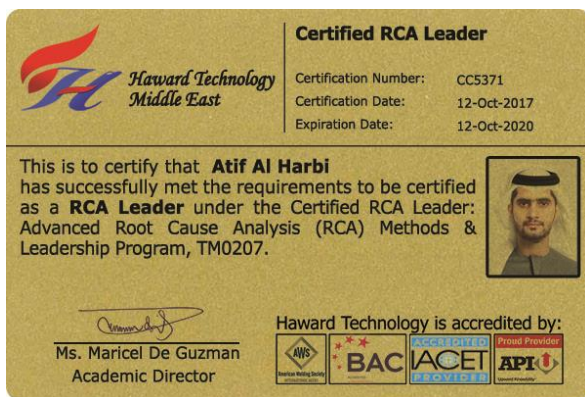 Haward Technology
Middle East
Certified RCA Leader
Certification Number: CC5371
Certification Date: 12-Oct-2017
Expiration Date: 12-Oct-2020
This is to certify that Atif Al Harbi
has successfully met the requirements to be certified
as a RCA Leader under the Certified RCA Leader:
Advanced Root Cause Analysis (RCA) Methods &
Leadership Program, TM0207.
Ms. Maricel De Guzman
Academic Director
Haward Technology is accredited by:
AWS
American Welding Society
BAC
ACCREDITED
IACET
PROVIDER
Proud Provider
API